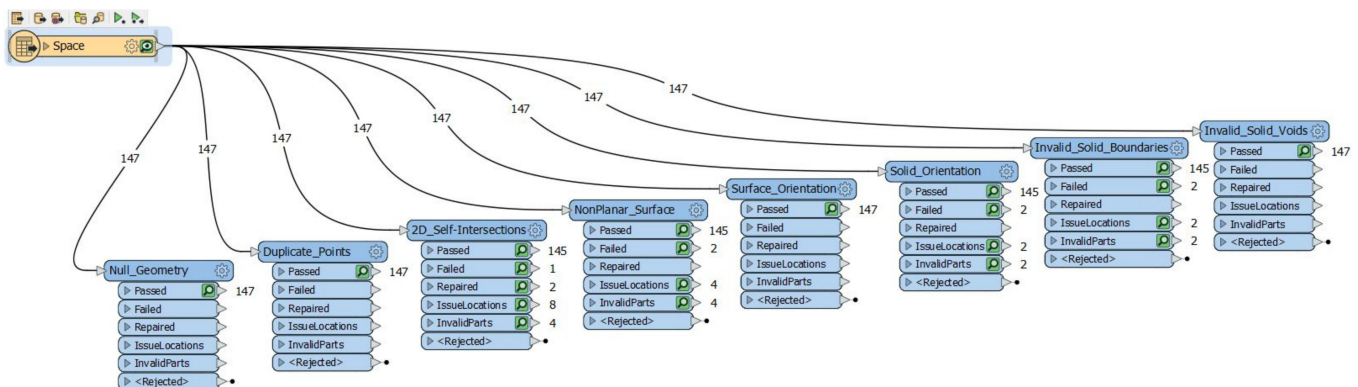 Space
147
147
147
147
147
147
147
147
Null_Geometry
Passed 147
Failed
Repaired
IssueLocations
InvalidParts
<Rejected>
Duplicate_Points
Passed 147
Failed
Repaired
IssueLocations
InvalidParts
<Rejected>
2D_Self-Intersections
Passed 145
Failed 1
Repaired 2
IssueLocations 8
InvalidParts 4
<Rejected>
NonPlanar_Surface
Passed 145
Failed 2
Repaired
IssueLocations 4
InvalidParts 4
<Rejected>
Surface_Orientation
Passed 147
Failed
Repaired
IssueLocations
InvalidParts
<Rejected>
Solid_Orientation
Passed 145
Failed 2
Repaired
IssueLocations 2
InvalidParts 2
<Rejected>
Invalid_Solid_Boundaries
Passed 145
Failed 2
Repaired
IssueLocations 2
InvalidParts 2
<Rejected>
Invalid_Solid_Voids
Passed 147
Failed
Repaired
IssueLocations
InvalidParts
<Rejected>